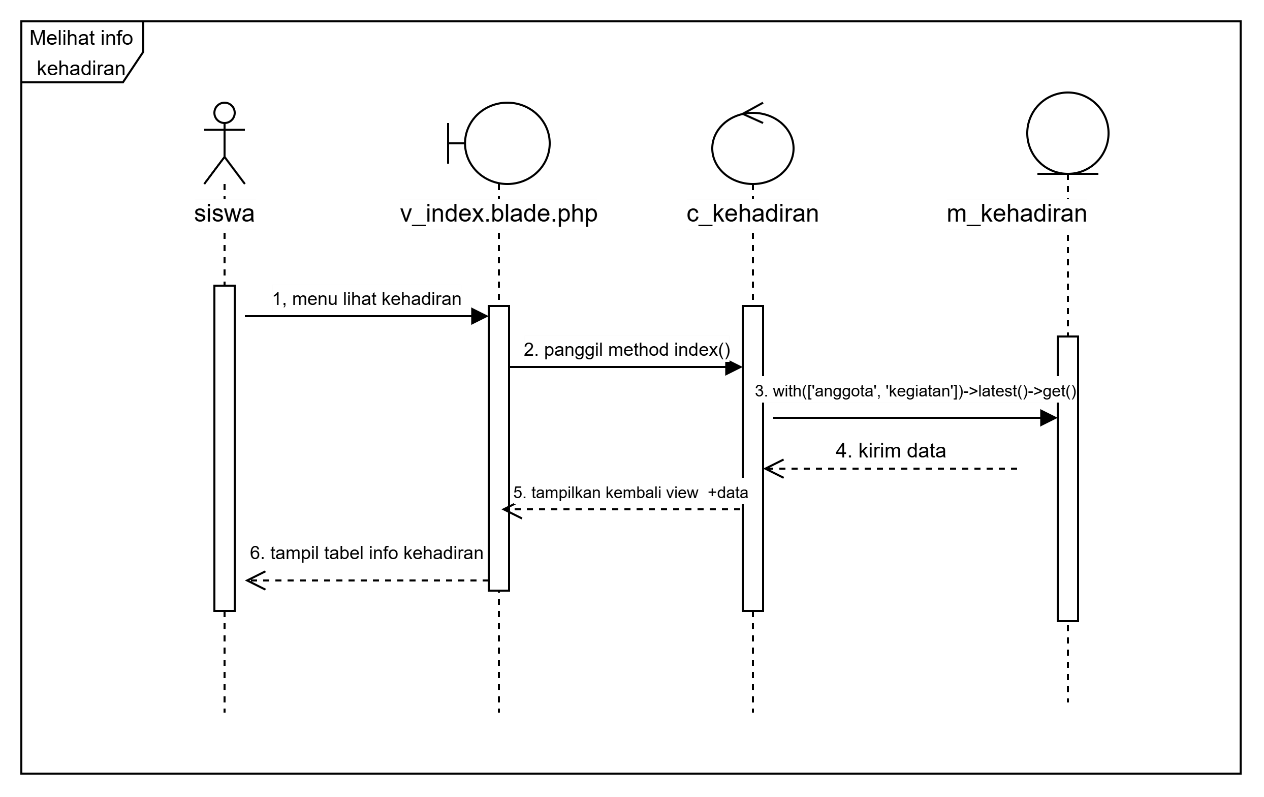 Melihat info
kehadiran
siswa
v_index.blade.php
c_kehadiran
m_kehadiran
1, menu lihat kehadiran
2. panggil method index()
3. with(['anggota', 'kegiatan'])->latest()->get()
4. kirim data
5. tampilkan kembali view  +data
6. tampil tabel info kehadiran